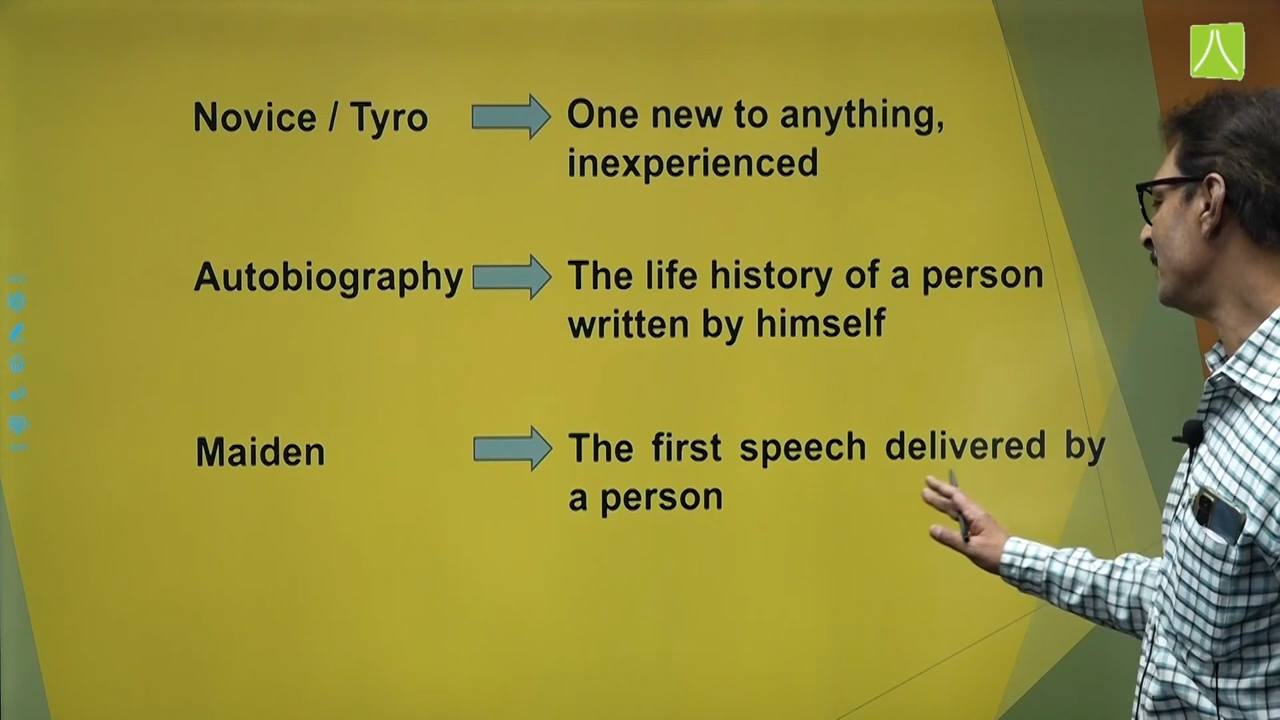 Novice / Tyro
One new to anything,
inexperienced
Autobiography
The life history of a person
written by himself
Maiden
The first speech delivered by
a person